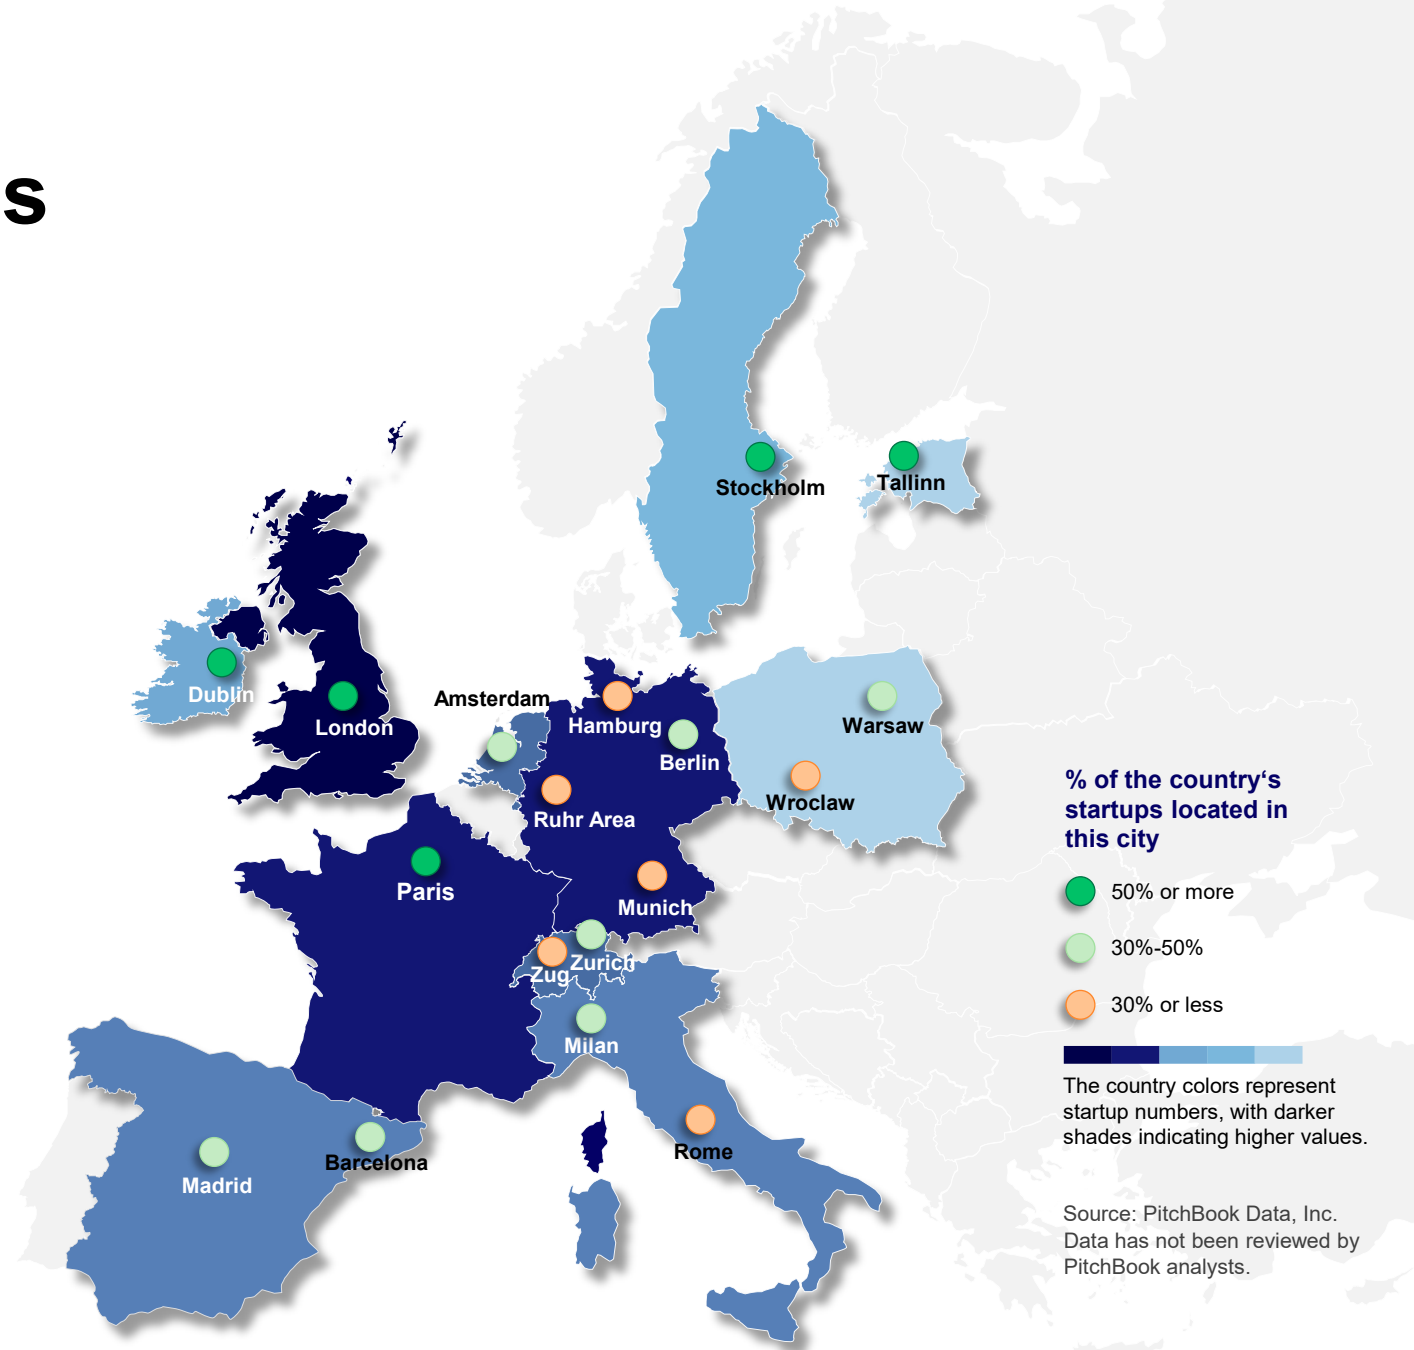 s
Stockholm
Tallinn
Dublin
London
Amsterdam
Hamburg
Berlin
Warsaw
Wroclaw
Ruhr Area
Paris
Munich
Zug
Zurich
Milan
Madrid
Barcelona
Rome
% of the country‘s
startups located in
this city
50% or more
30%-50%
30% or less
The country colors represent
startup numbers, with darker
shades indicating higher values.
Source: PitchBook Data, Inc.
Data has not been reviewed by
PitchBook analysts.